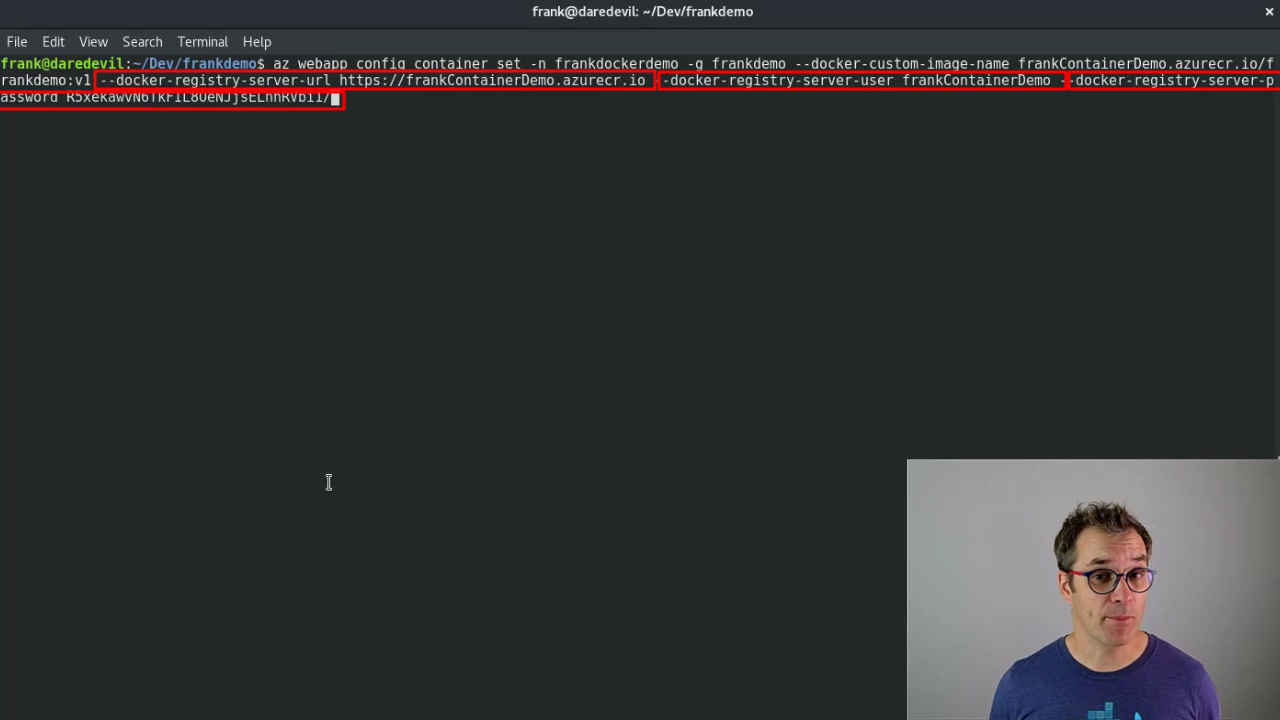 frank@daredevil: ~/Dev/frankdemo
×
File Edit View Search Terminal Help
frank@daredevil:~/Dev/frankdemo$ az webapp config container set -n frankdockerdemo -g frankdemo --docker-custom-image-name frankContainerDemo.azurecr.io/f
rankdemo:v1 --docker-registry-server-url https://frankContainerDemo.azurecr.io -docker-registry-server-user frankContainerDemo --docker-registry-server-p
assword